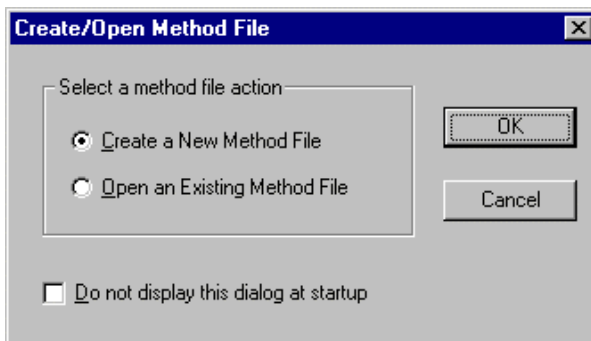 Create/Open Method File
Select a method file action
Create a New Method File
OK
Open an Existing Method File
Cancel
Do not display this dialog at startup